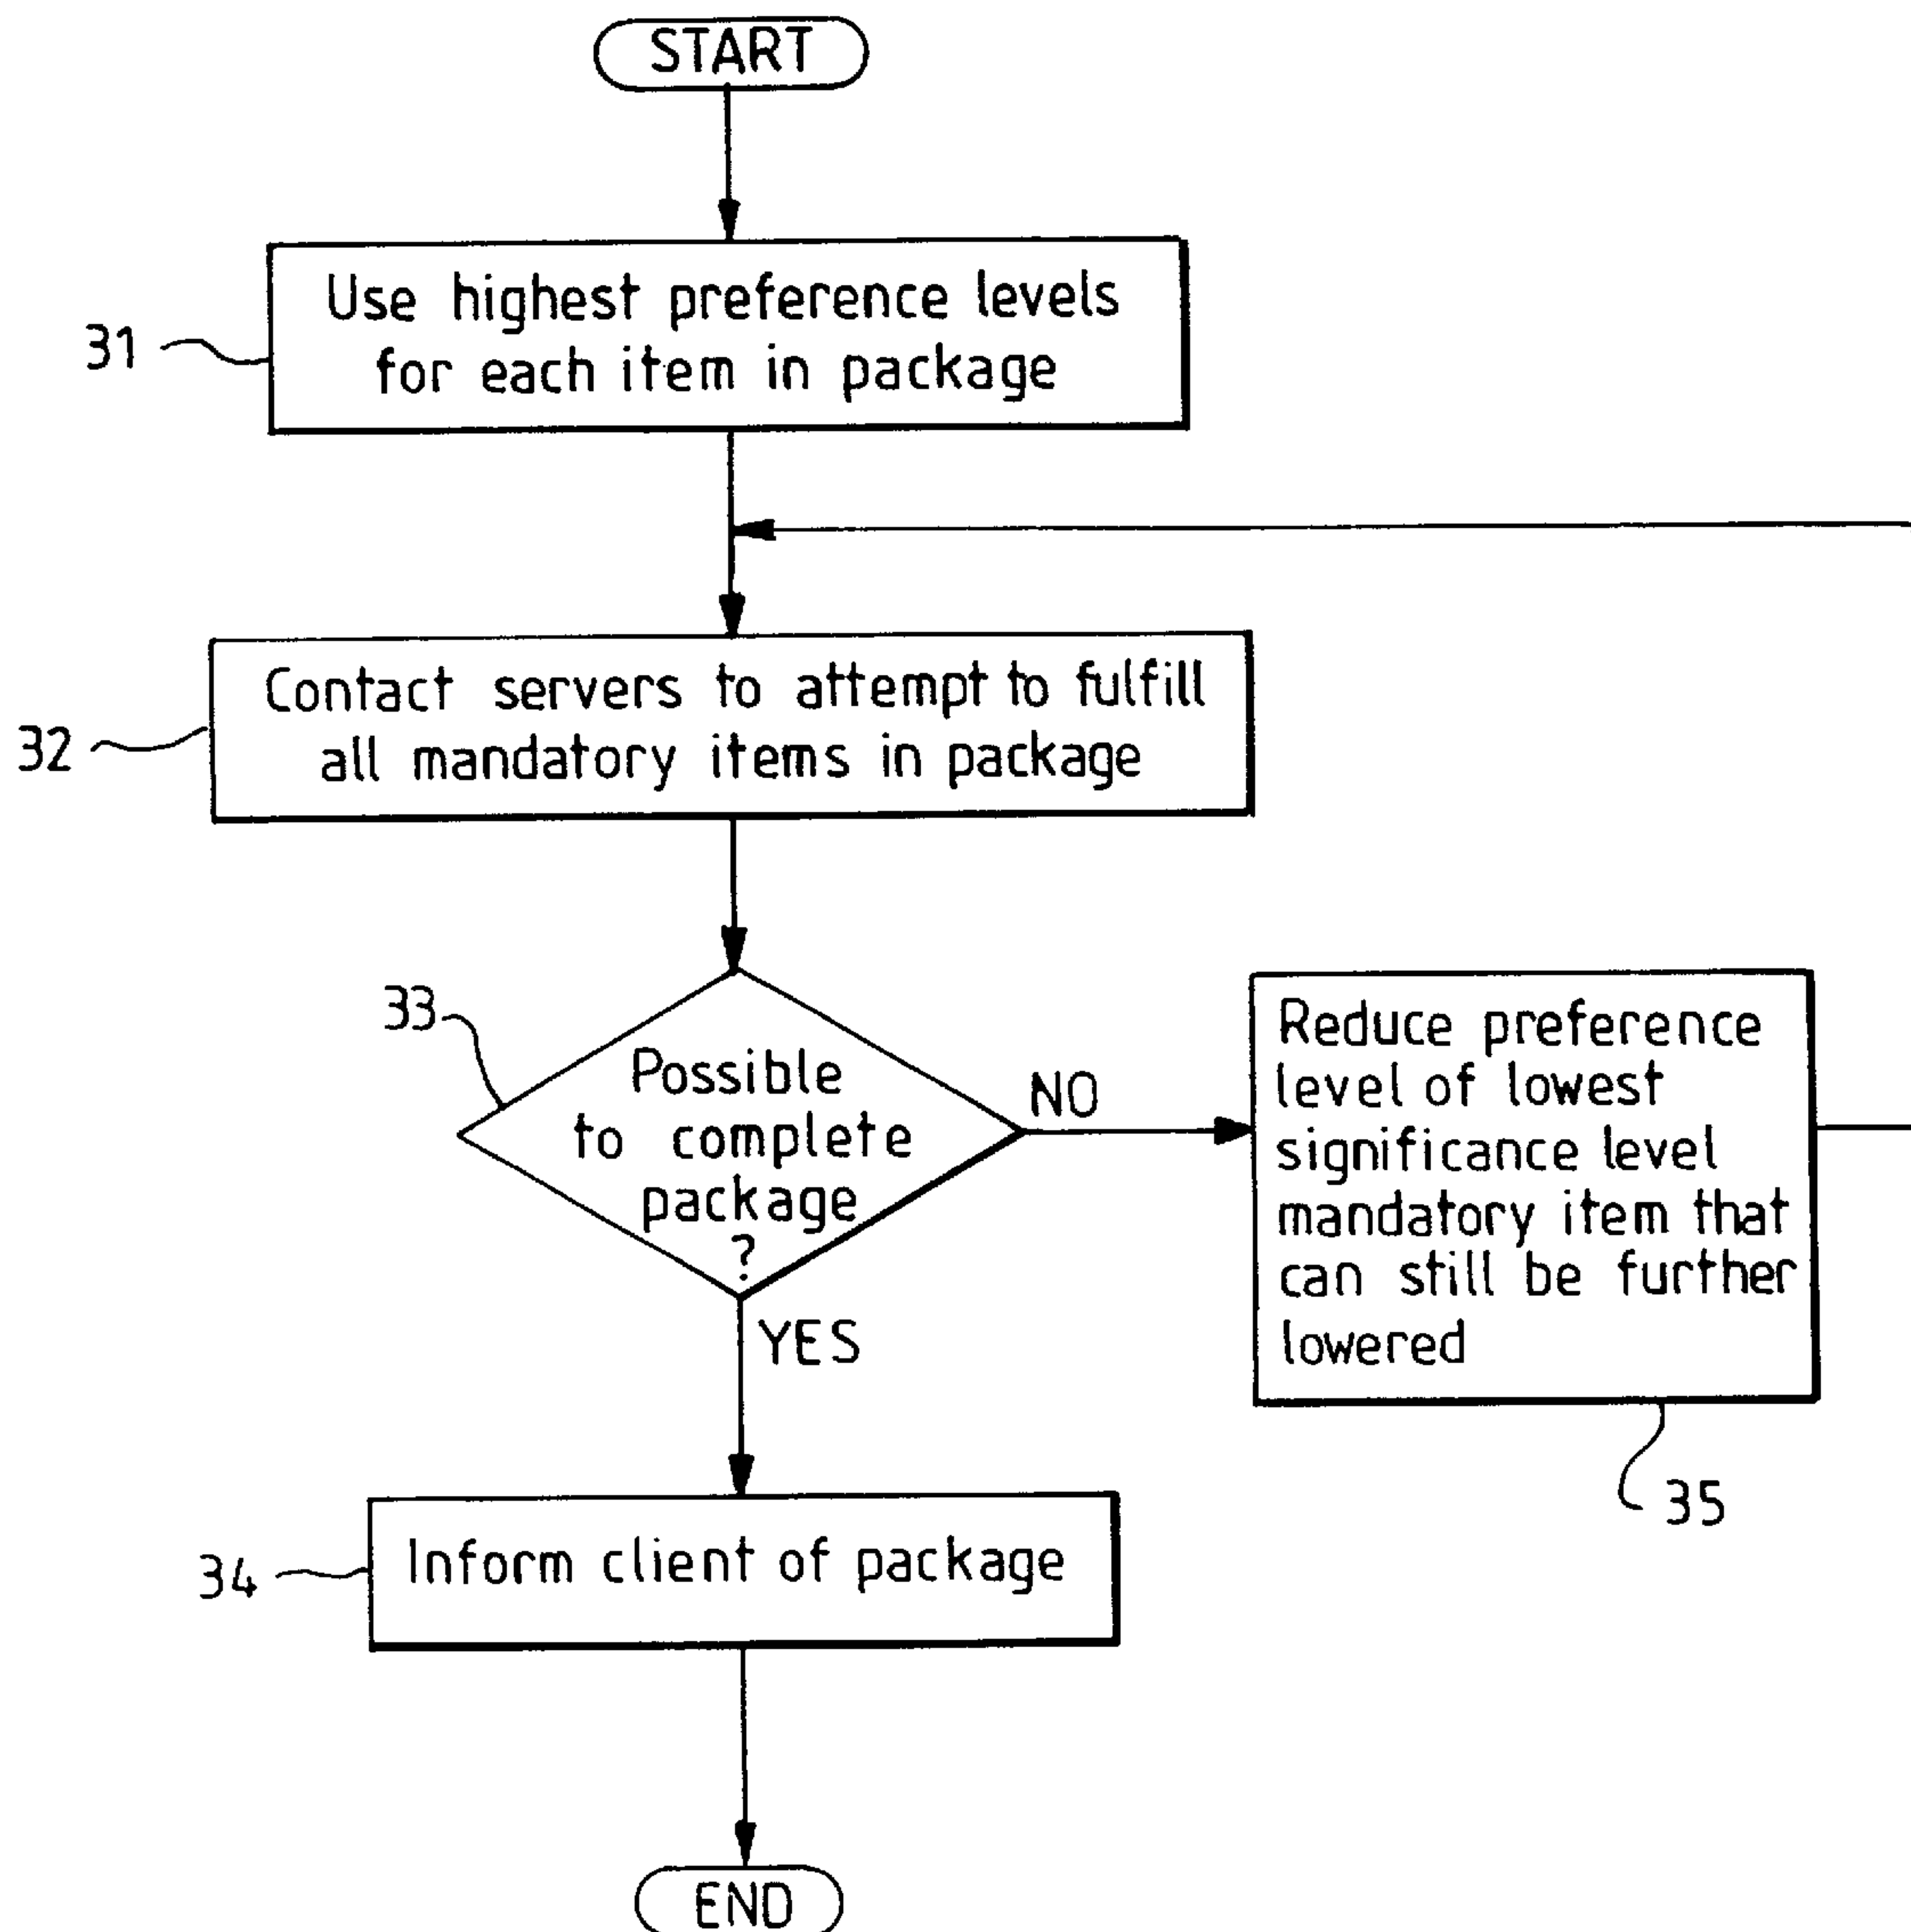 START
31
Use highest preference levels
for each item in package
32
Contact servers to attempt to fulfill
all mandatory items in package
33
Possible
to complete
package
?
NO
YES
Reduce preference
level of lowest
significance level
mandatory item that
can still be further
lowered
35
34
Inform client of package
END